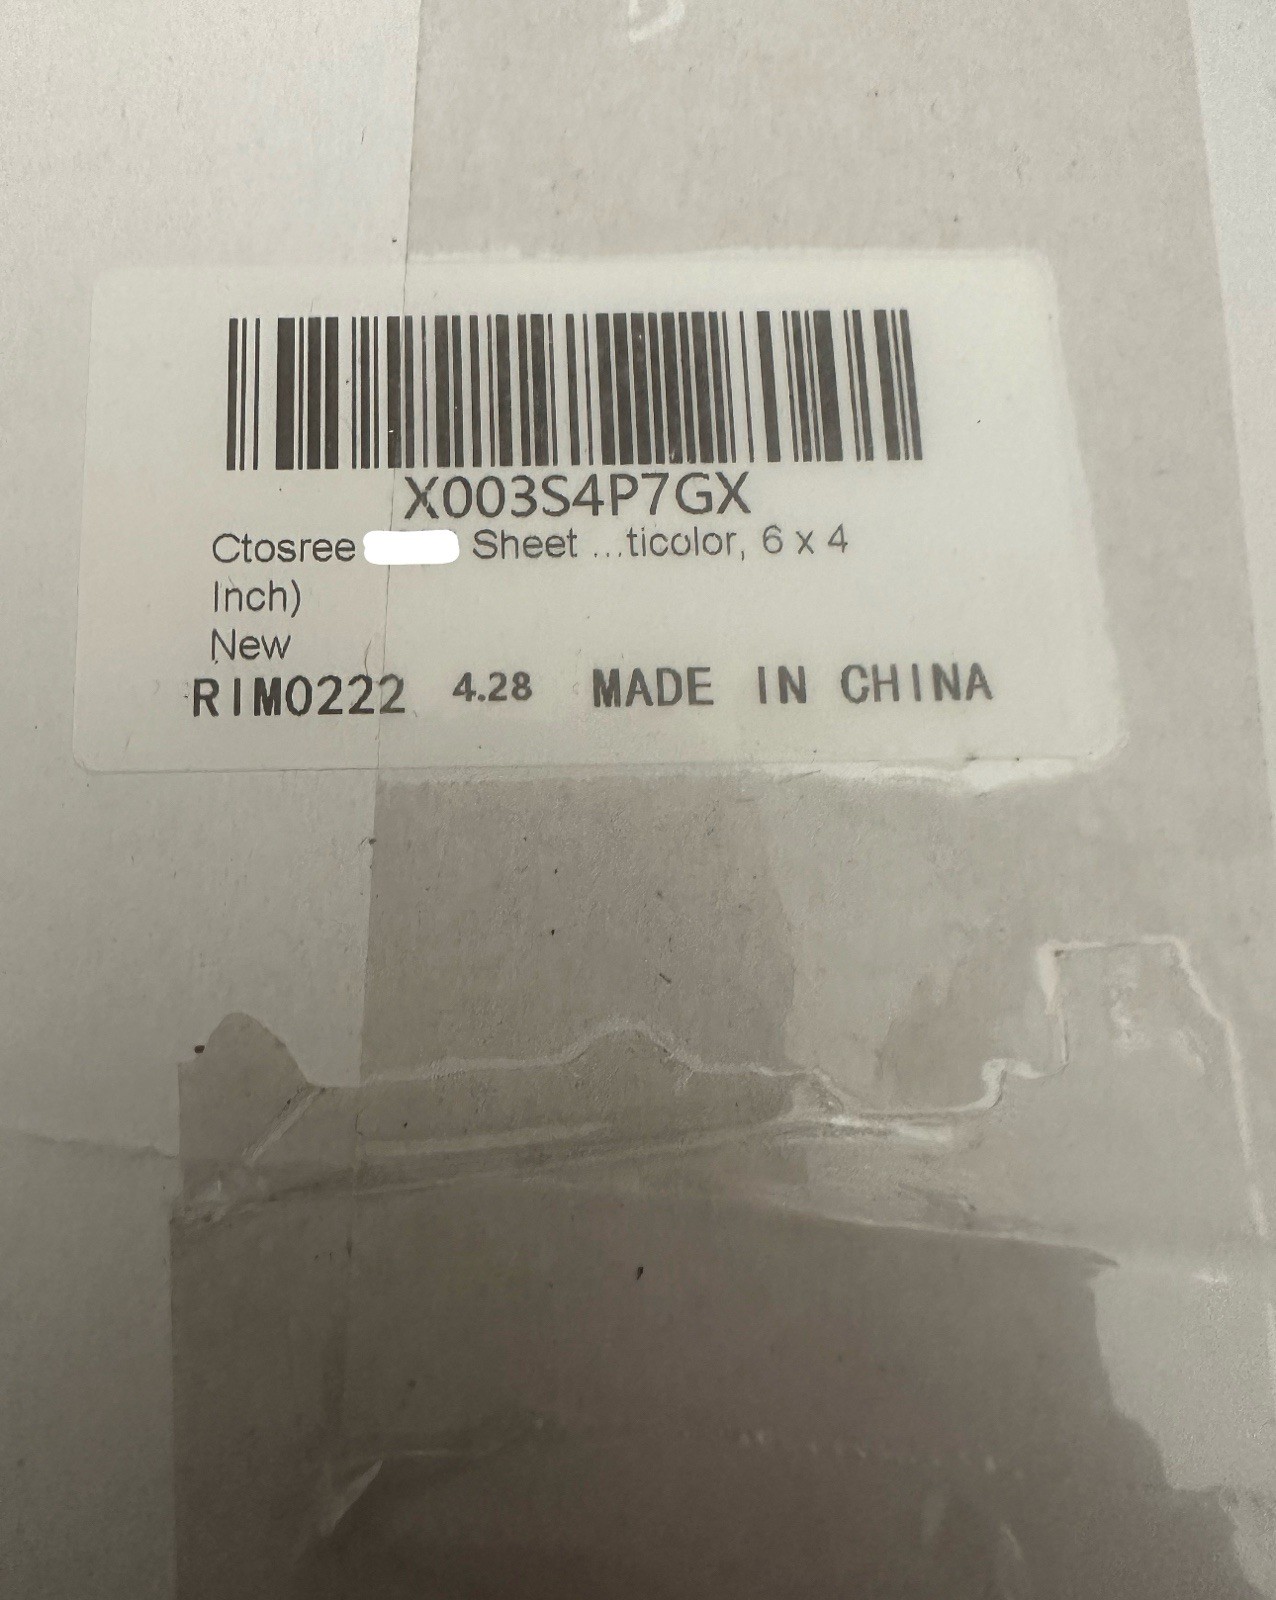 X003S4P7GX
Ctosree Sheet ...ticolor, 6 x 4
Inch)
New
RIM0222 4.28 MADE IN CHINA